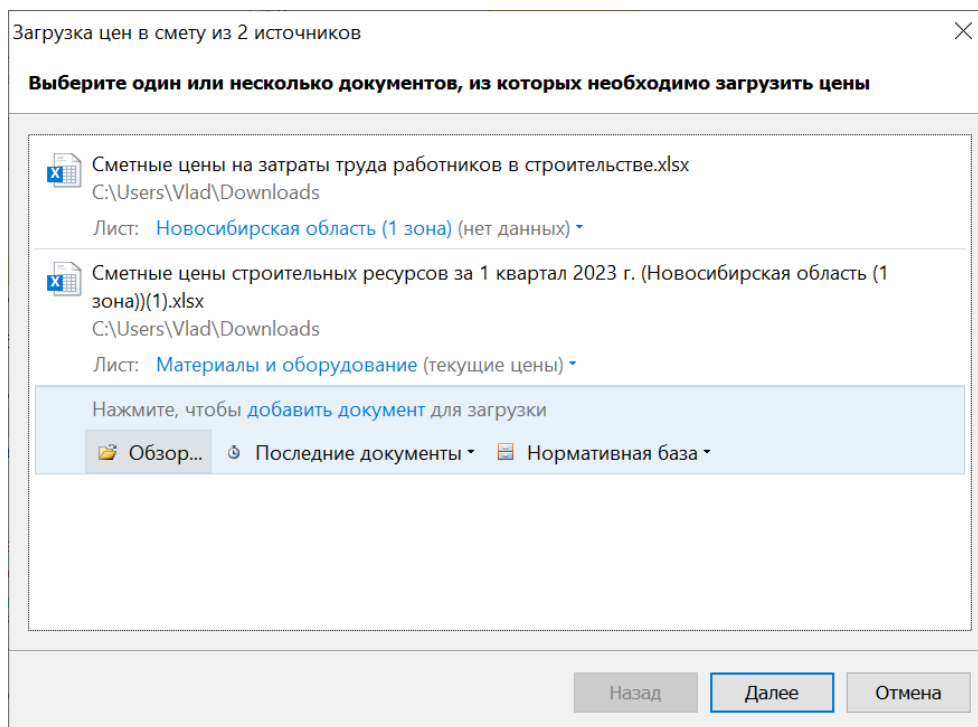 Загрузка цен в смету из 2 источников
Выберите один или несколько документов, из которых необходимо загрузить цены
Сметные цены на затраты труда работников в строительстве.xlsx
C:\Users\Vlad\Downloads
Лист: Новосибирская область (1 зона) (нет данных)
Сметные цены строительных ресурсов за 1 квартал 2023 г. (Новосибирская область (1
зона))(1).xlsx
C:\Users\Vlad\Downloads
Лист: Материалы и оборудование (текущие цены)
Нажмите, чтобы добавить документ для загрузки
Обзор... Последние документы Нормативная база
Назад Далее Отмена